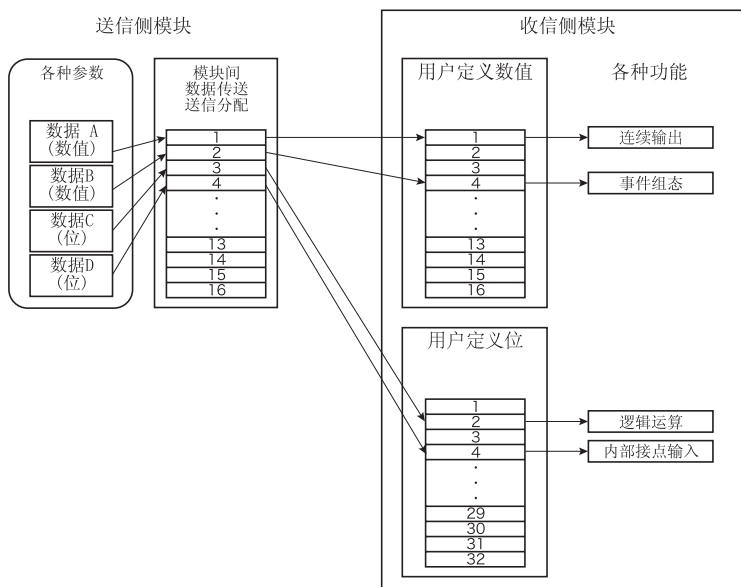 送信侧模块
收信侧模块
各种参数
数据 A
(数值)
数据B
(数值)
数据C
(位)
数据D
(位)
模块间
数据传送
送信分配
1
2
3
4
13
14
15
16
用户定义数值
1
2
3
4
13
14
15
16
各种功能
连续输出
事件组态
用户定义位
1
2
3
4
29
30
31
32
逻辑运算
内部接点输入